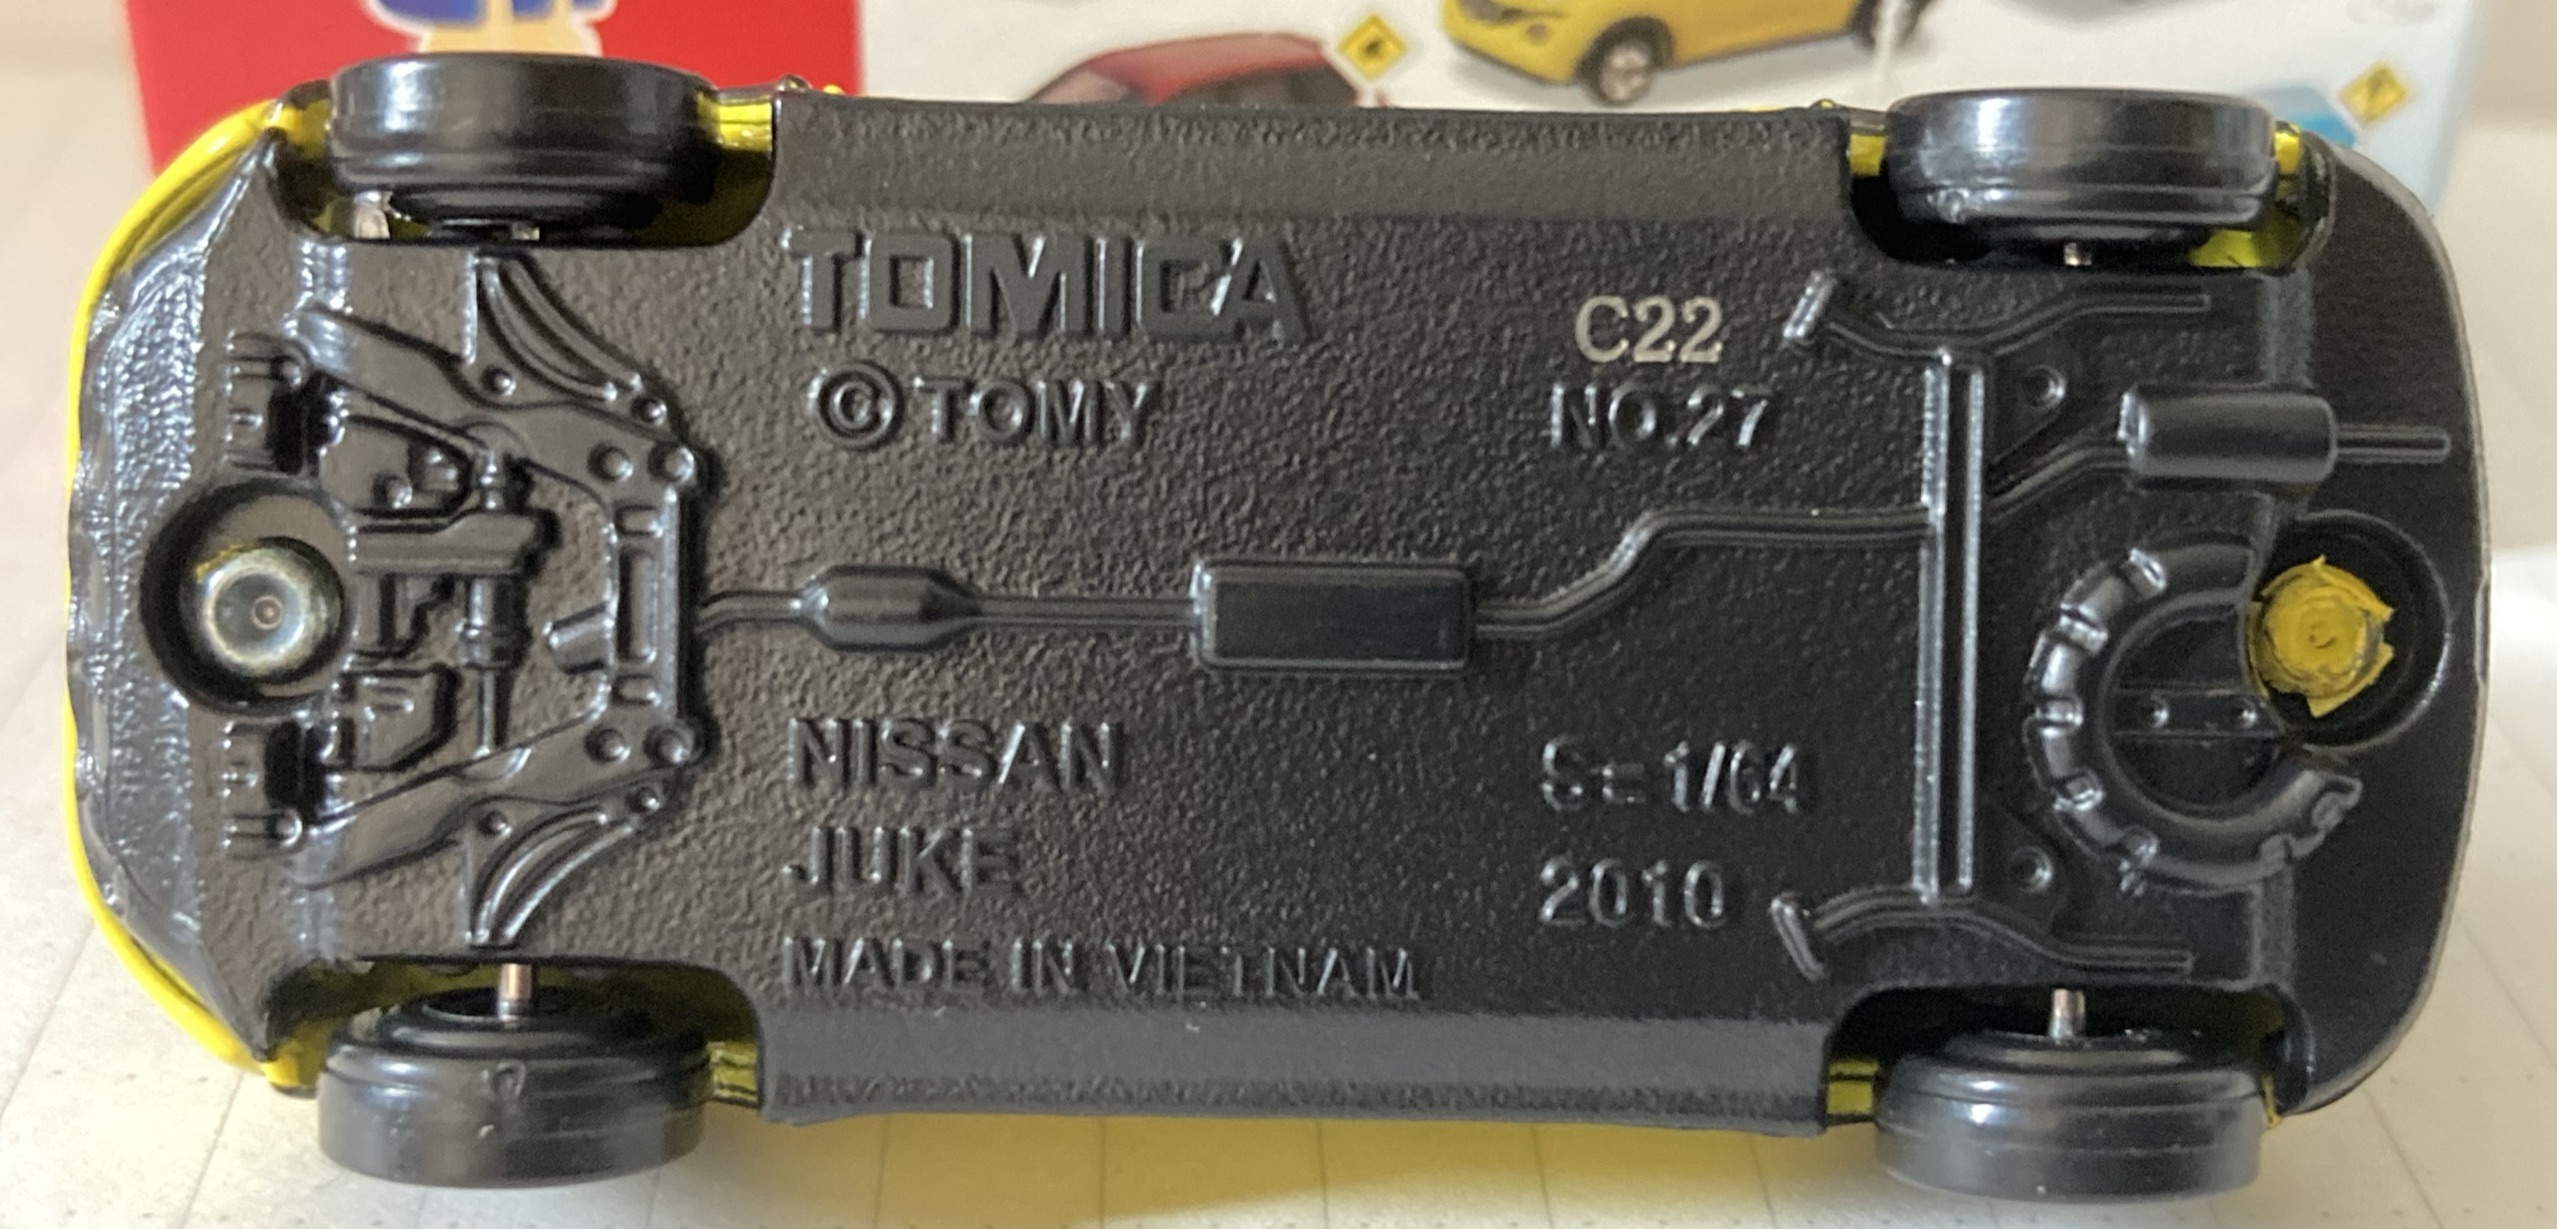 TOMICA
© TOMY
C22
NO.27
NISSAN
JUKE
MADE IN VIETNAM
S=1/64
2010